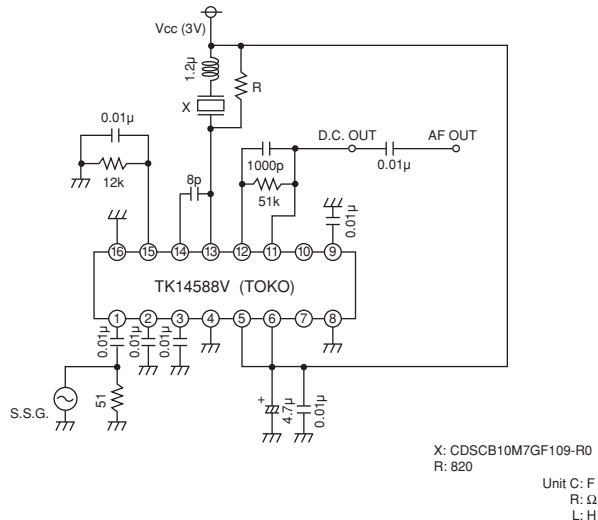 Vcc (3V)
1.2μ
R
X
0.01μ
12k
8p
1000p
51k
D.C. OUT
0.01μ
AF OUT
0.01μ
16
15
14
13
12
11
10
9
TK14588V (TOKO)
1
2
3
4
5
6
7
8
0.01μ
0.01μ
0.01μ
51
S.S.G.
+
4.7μ
0.01μ
X: CDSCB10M7GF109-R0
R: 820
Unit C: F
R: Ω
L: H